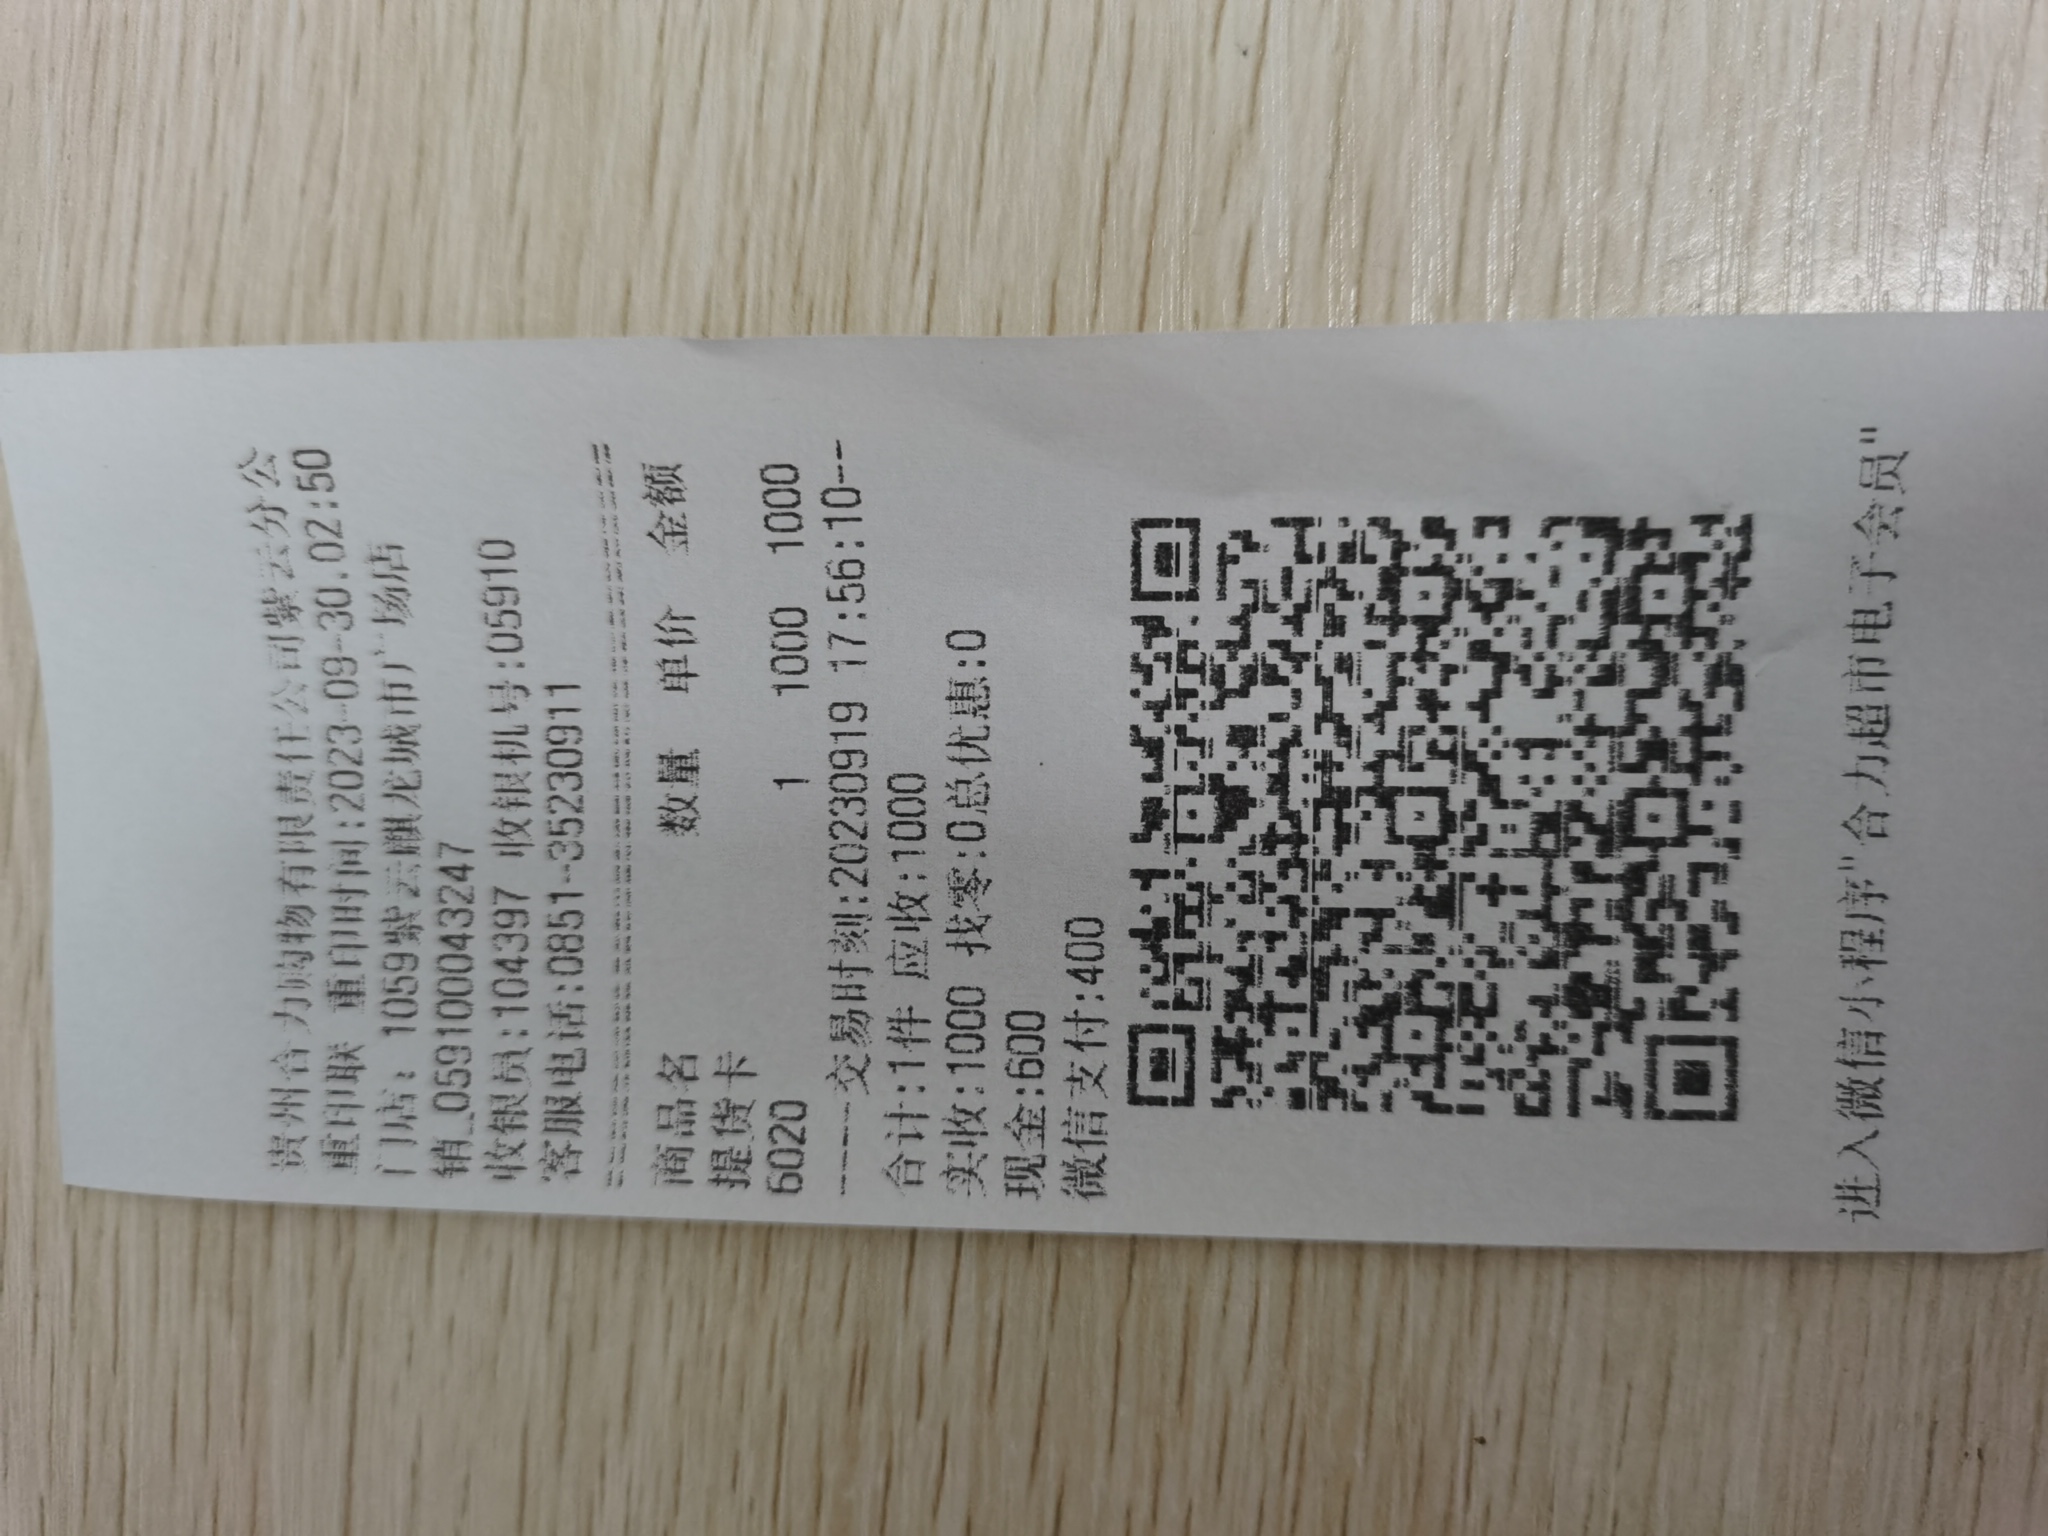 贵州合力购物有限责任公司紫云分公
重印联 重印时间:2023-09-30.02:50
门店: 1059紫云麒龙城市广场店
销_059100043247
收银员:104397 收银机号:05910
客服电话:0851-35230911
商品名 数量 单价 金额
提货卡
6020 1 1000 1000
----交易时刻:20230919 17:56:10---
合计:1件 应收:1000
实收:1000 找零:0总优惠:0
现金:600
微信支付:400
进入微信小程序"合力超市电子会员"